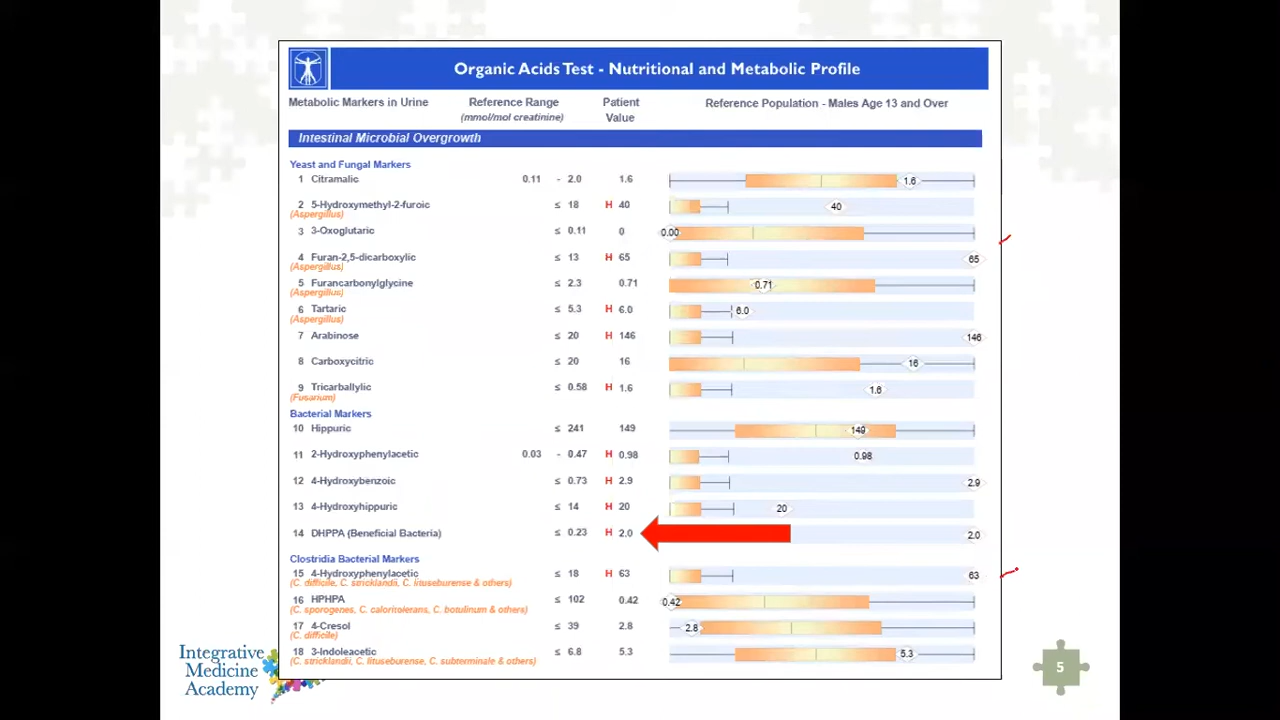 Organic Acids Test - Nutritional and Metabolic Profile
Metabolic Markers in Urine Reference Range Patient Reference Population - Males Age 13 and Over
(mmol/mol creatinine) Value
Intestinal Microbial Overgrowth
Yeast and Fungal Markers
1 Citramalic 0.11 - 2.0 1.6 1.6
2 5-Hydroxymethyl-2-furoic ≤ 18 H 40 40
(Aspergillus)
3 3-Oxoglutaric ≤ 0.11 0 0.00
4 Furan-2,5-dicarboxylic ≤ 13 H 65 65
(Aspergillus)
5 Furancarbonylglycine ≤ 2.3 0.71 0.71
(Aspergillus)
6 Tartaric ≤ 5.3 H 6.0 6.0
(Aspergillus)
7 Arabinose ≤ 20 H 146 146
8 Carboxycitric ≤ 20 16 16
9 Tricarballylic ≤ 0.58 H 1.6 1.6
(Fusarium)
Bacterial Markers
10 Hippuric ≤ 241 149 149
11 2-Hydroxyphenylacetic 0.03 - 0.47 H 0.98 0.98
12 4-Hydroxybenzoic ≤ 0.73 H 2.9 2.9
13 4-Hydroxyhippuric ≤ 14 H 20 20
14 DHPPA (Beneficial Bacteria) ≤ 0.23 H 2.0 2.0
Clostridia Bacterial Markers
15 4-Hydroxyphenylacetic ≤ 18 H 63 63
(C. difficile, C. stricklandii, C. lituseburense & others)
16 HPHPA ≤ 102 0.42 0.42
(C. sporogenes, C. caloritolerans, C. botulinum & others)
17 4-Cresol ≤ 39 2.8 2.8
(C. difficile)
18 3-Indoleacetic ≤ 6.8 5.3 5.3
(C. stricklandii, C. lituseburense, C. subterminale & others)
Integrative
Medicine
Academy
5